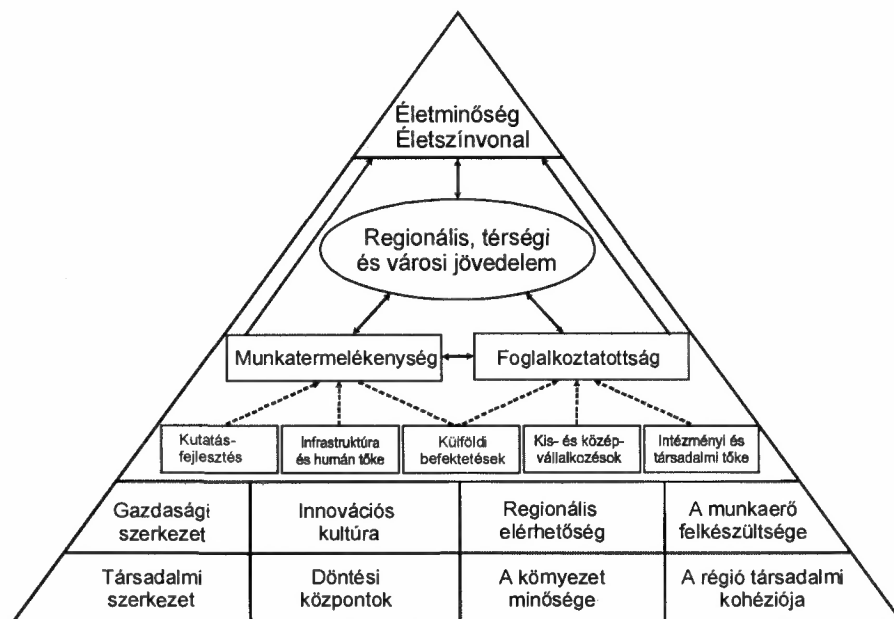 Életminőség
Életszínvonal
Regionális, térségi
és városi jövedelem
Munkatermelékenység
Foglalkoztatottság
Kutatás-
fejlesztés
Infrastruktúra
és humán tőke
Külföldi
befektetések
Kis- és közép-
vállalkozások
Intézményi és
társadalmi tőke
Gazdasági
szerkezet
Innovációs
kultúra
Regionális
elérhetőség
A munkaerő
felkészültsége
Társadalmi
szerkezet
Döntési
központok
A környezet
minősége
A régió társadalmi
kohéziója